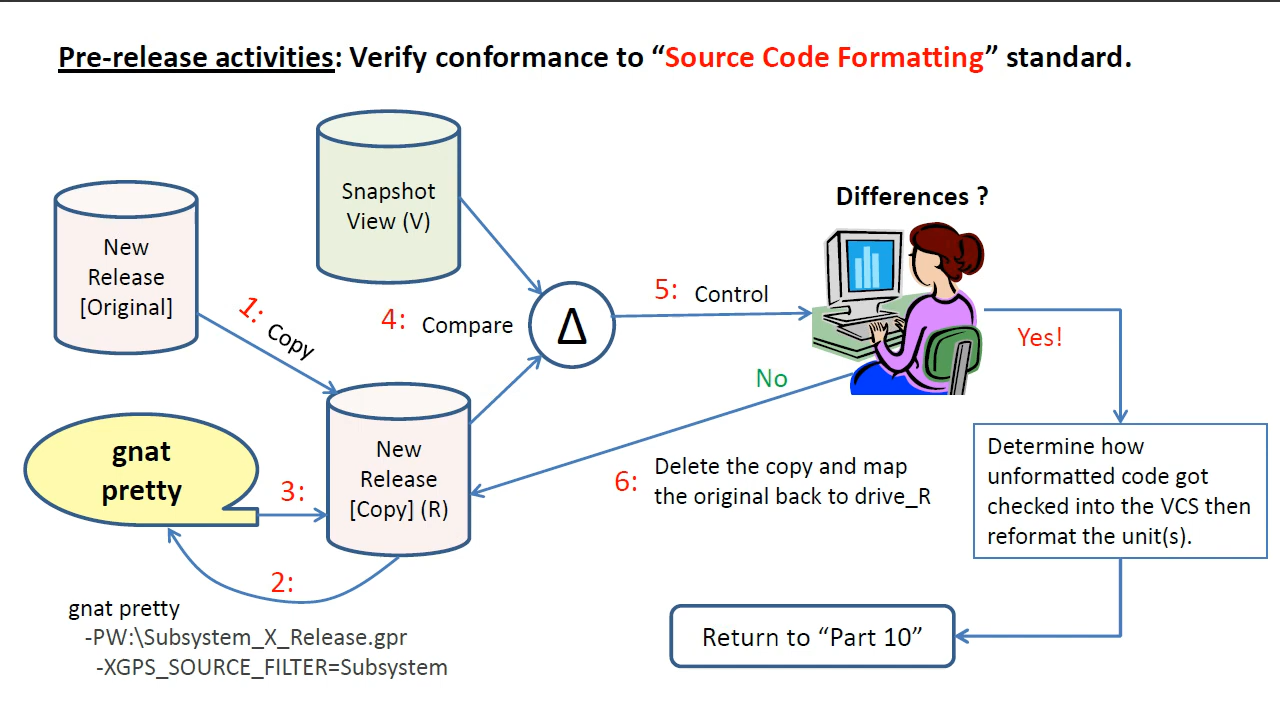 Pre-release activities: Verify conformance to “Source Code Formatting” standard.
Snapshot
View (V)
New
Release
[Original]
1: Copy
4: Compare
Δ
5: Control
Differences ?
Yes!
No
gnat
pretty
3:
New
Release
[Copy] (R)
6: Delete the copy and map
the original back to drive_R
Determine how
unformatted code got
checked into the VCS then
reformat the unit(s).
2:
gnat pretty
-PW:\Subsystem_X_Release.gpr
-XGPS_SOURCE_FILTER=Subsystem
Return to “Part 10”